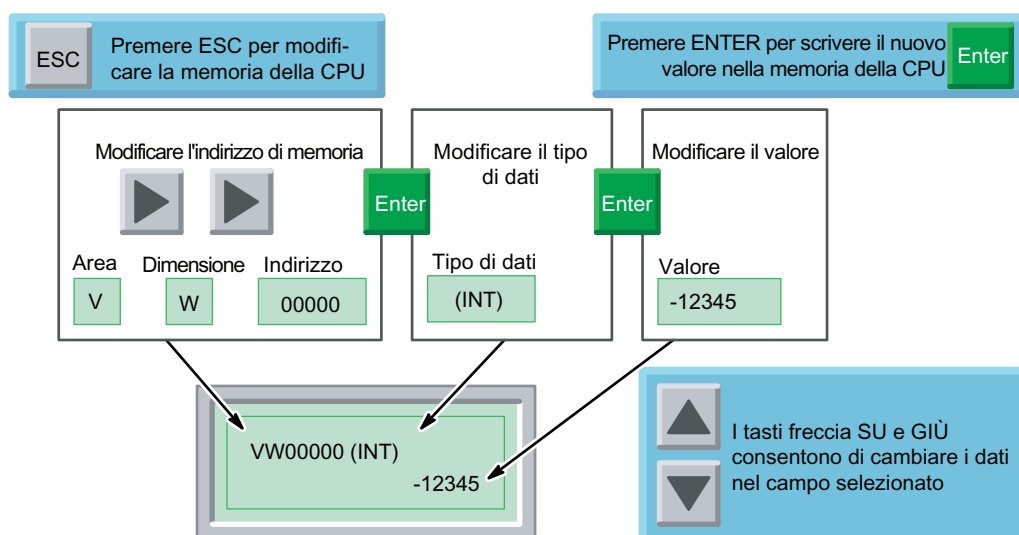 ESC
Premere ESC per modifi-
care la memoria della CPU
Premere ENTER per scrivere il nuovo
valore nella memoria della CPU
Enter
Modificare l'indirizzo di memoria
Enter
Modificare il tipo
di dati
Enter
Modificare il valore
Area
Dimensione
Indirizzo
V
W
00000
Tipo di dati
(INT)
Valore
-12345
VW00000 (INT)
-12345
I tasti freccia SU e GIÙ
consentono di cambiare i dati
nel campo selezionato